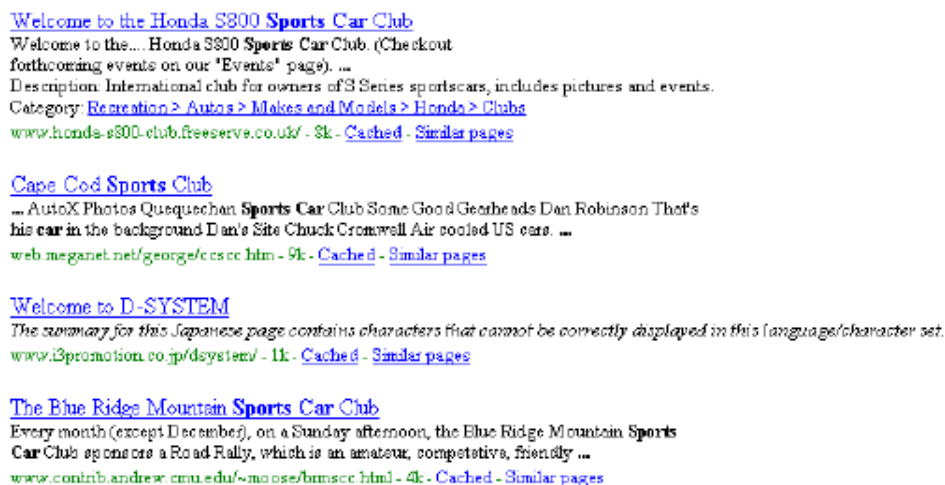 Welcome to the Honda S800 Sports Car Club
Welcome to the.... Honda S800 Sports Car Club. (Checkout
forthcoming events on our "Events" page). ...
Description: International club for owners of S Series sportscars, includes pictures and events.
Category: Recreation > Autos > Makes and Models > Honda > Clubs
www.honda-s800-club.freeserve.co.uk/ - 8k - Cached - Similar pages
Cape Cod Sports Club
... AutoX Photos Quequechan Sports Car Club Some Good Gearheads Dan Robinson That's
his car in the background Dan's Site Chuck Cromwell Air cooled US cars. ...
web.meganet.net/george/ccscc.htm - 9k - Cached - Similar pages
Welcome to D-SYSTEM
The summary for this Japanese page contains characters that cannot be correctly displayed in this language/character set.
www.i3promotion.co.jp/dsystem/ - 1k - Cached - Similar pages
The Blue Ridge Mountain Sports Car Club
Every month (except December), on a Sunday afternoon, the Blue Ridge Mountain Sports
Car Club sponsors a Road Rally, which is an amateur, competetive, friendly ...
www.contrib.andrew.cmu.edu/~moose/brmscc.html - 4k - Cached - Similar pages